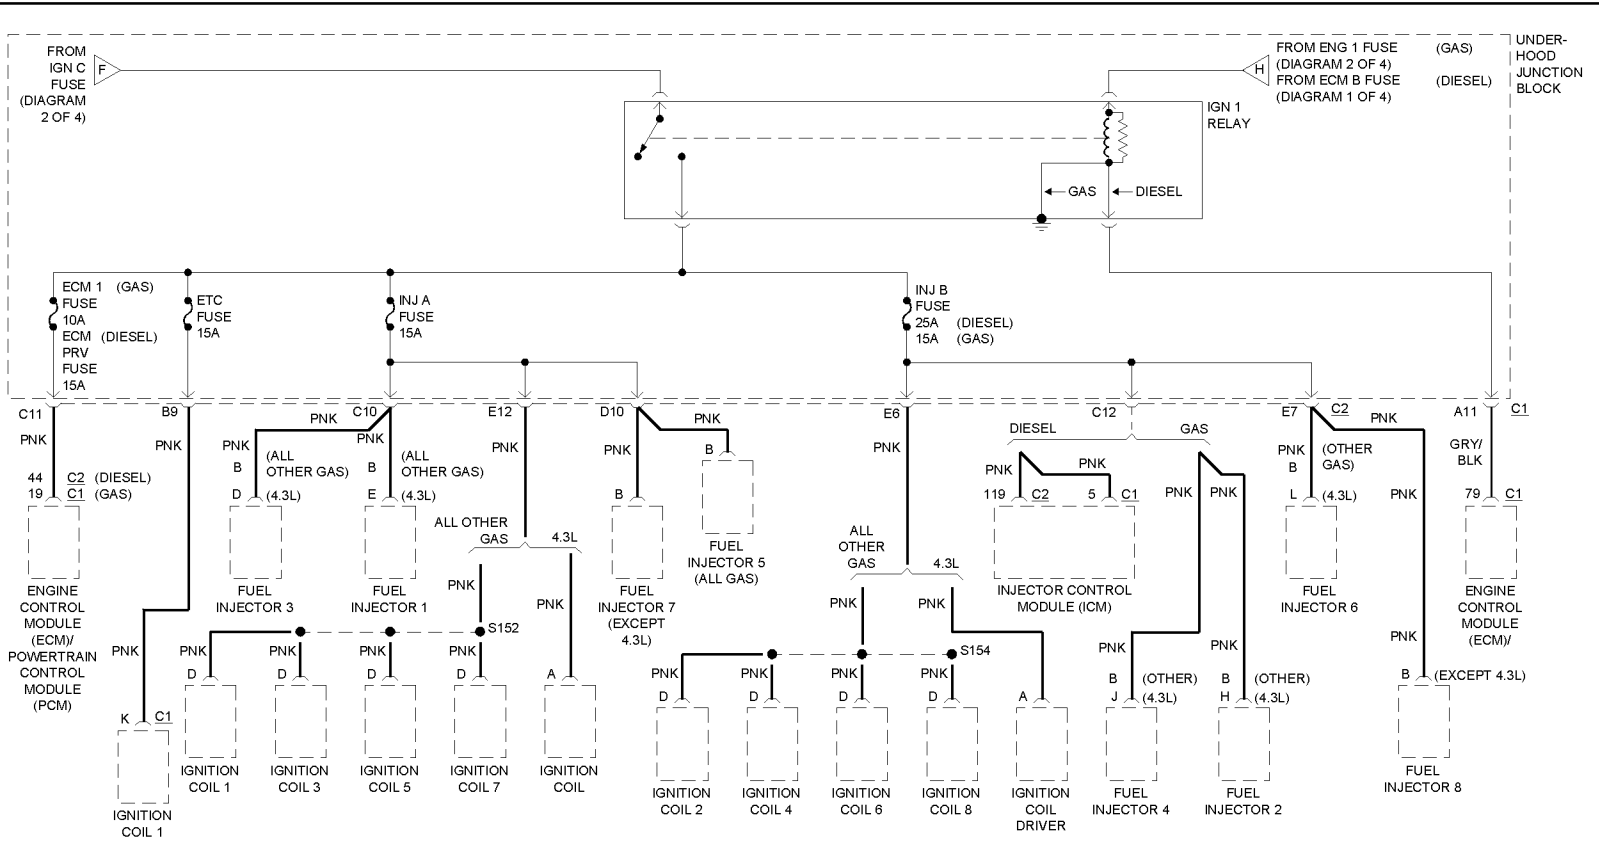 FROM
IGN C
FUSE
(DIAGRAM
2 OF 4)
F
H
FROM ENG 1 FUSE (GAS)
(DIAGRAM 2 OF 4)
FROM ECM B FUSE (DIESEL)
(DIAGRAM 1 OF 4)
UNDER-
HOOD
JUNCTION
BLOCK
IGN 1
RELAY
GAS
DIESEL
ECM 1 (GAS)
FUSE
10A
ECM (DIESEL)
PRV
FUSE
15A
ETC
FUSE
15A
INJ A
FUSE
15A
INJ B
FUSE
25A (DIESEL)
15A (GAS)
C11
B9
C10
E12
D10
E6
C12
E7
C2
A11
C1
PNK
44 C2 (DIESEL)
19 C1 (GAS)
ENGINE
CONTROL
MODULE
(ECM)/
POWERTRAIN
CONTROL
MODULE
(PCM)
PNK
PNK
K C1
IGNITION
COIL 1
PNK
PNK
B (ALL
OTHER GAS)
D (4.3L)
FUEL
INJECTOR 3
PNK
B (ALL
OTHER GAS)
E (4.3L)
FUEL
INJECTOR 1
PNK
ALL OTHER
GAS
4.3L
PNK
PNK
S152
PNK
D
IGNITION
COIL 1
PNK
D
IGNITION
COIL 3
PNK
D
IGNITION
COIL 5
PNK
D
IGNITION
COIL 7
A
IGNITION
COIL
PNK
B
FUEL
INJECTOR 7
(EXCEPT
4.3L)
PNK
B
FUEL
INJECTOR 5
(ALL GAS)
PNK
ALL
OTHER
GAS
4.3L
PNK
PNK
S154
PNK
D
IGNITION
COIL 2
PNK
D
IGNITION
COIL 4
PNK
D
IGNITION
COIL 6
PNK
D
IGNITION
COIL 8
A
IGNITION
COIL
DRIVER
DIESEL
GAS
PNK
PNK
119 C2
5 C1
INJECTOR CONTROL
MODULE (ICM)
PNK
PNK
PNK
B (OTHER)
J (4.3L)
FUEL
INJECTOR 4
PNK
B (OTHER)
H (4.3L)
FUEL
INJECTOR 2
PNK
PNK
B
(OTHER
GAS)
L (4.3L)
FUEL
INJECTOR 6
PNK
PNK
B (EXCEPT 4.3L)
FUEL
INJECTOR 8
GRY/
BLK
79 C1
ENGINE
CONTROL
MODULE
(ECM)/